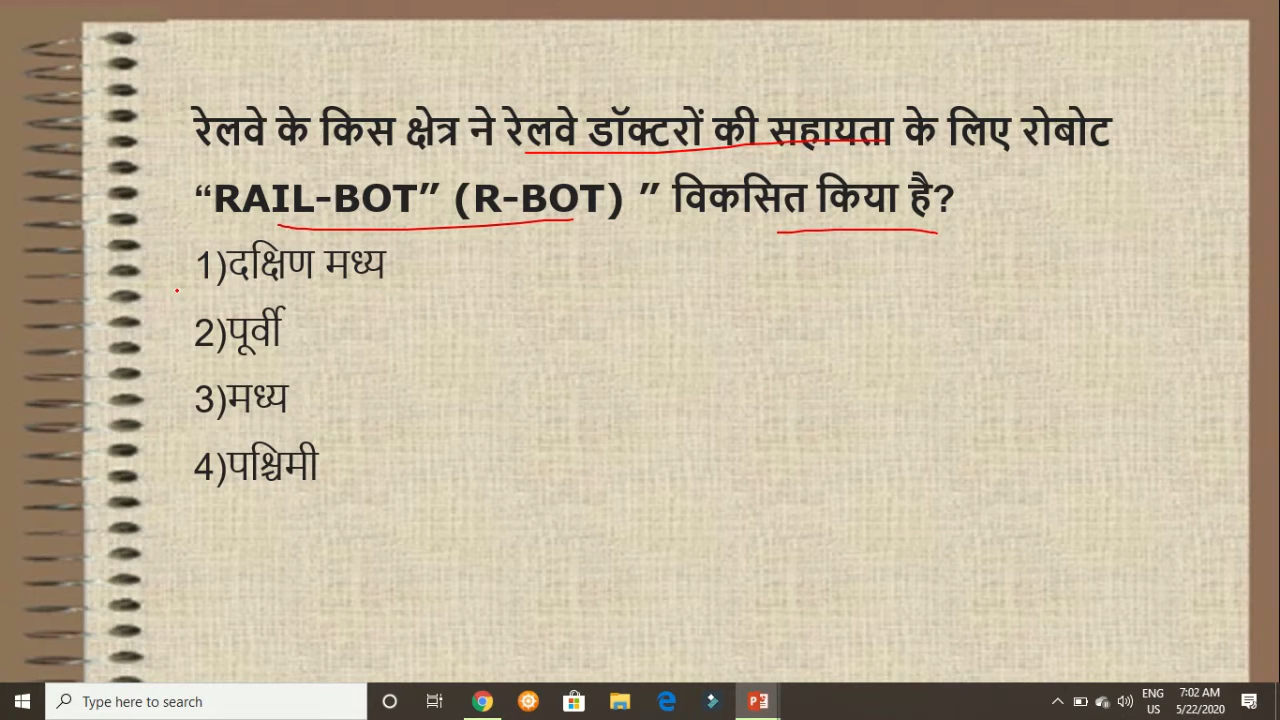 रेलवे के किस क्षेत्र ने रेलवे डॉक्टरों की सहायता के लिए रोबोट
“RAIL-BOT” (R-BOT) ” विकसित किया है?
1)दक्षिण मध्य
2)पूर्वी
3)मध्य
4)पश्चिमी
Type here to search
ENG
US
7:02 AM
5/22/2020